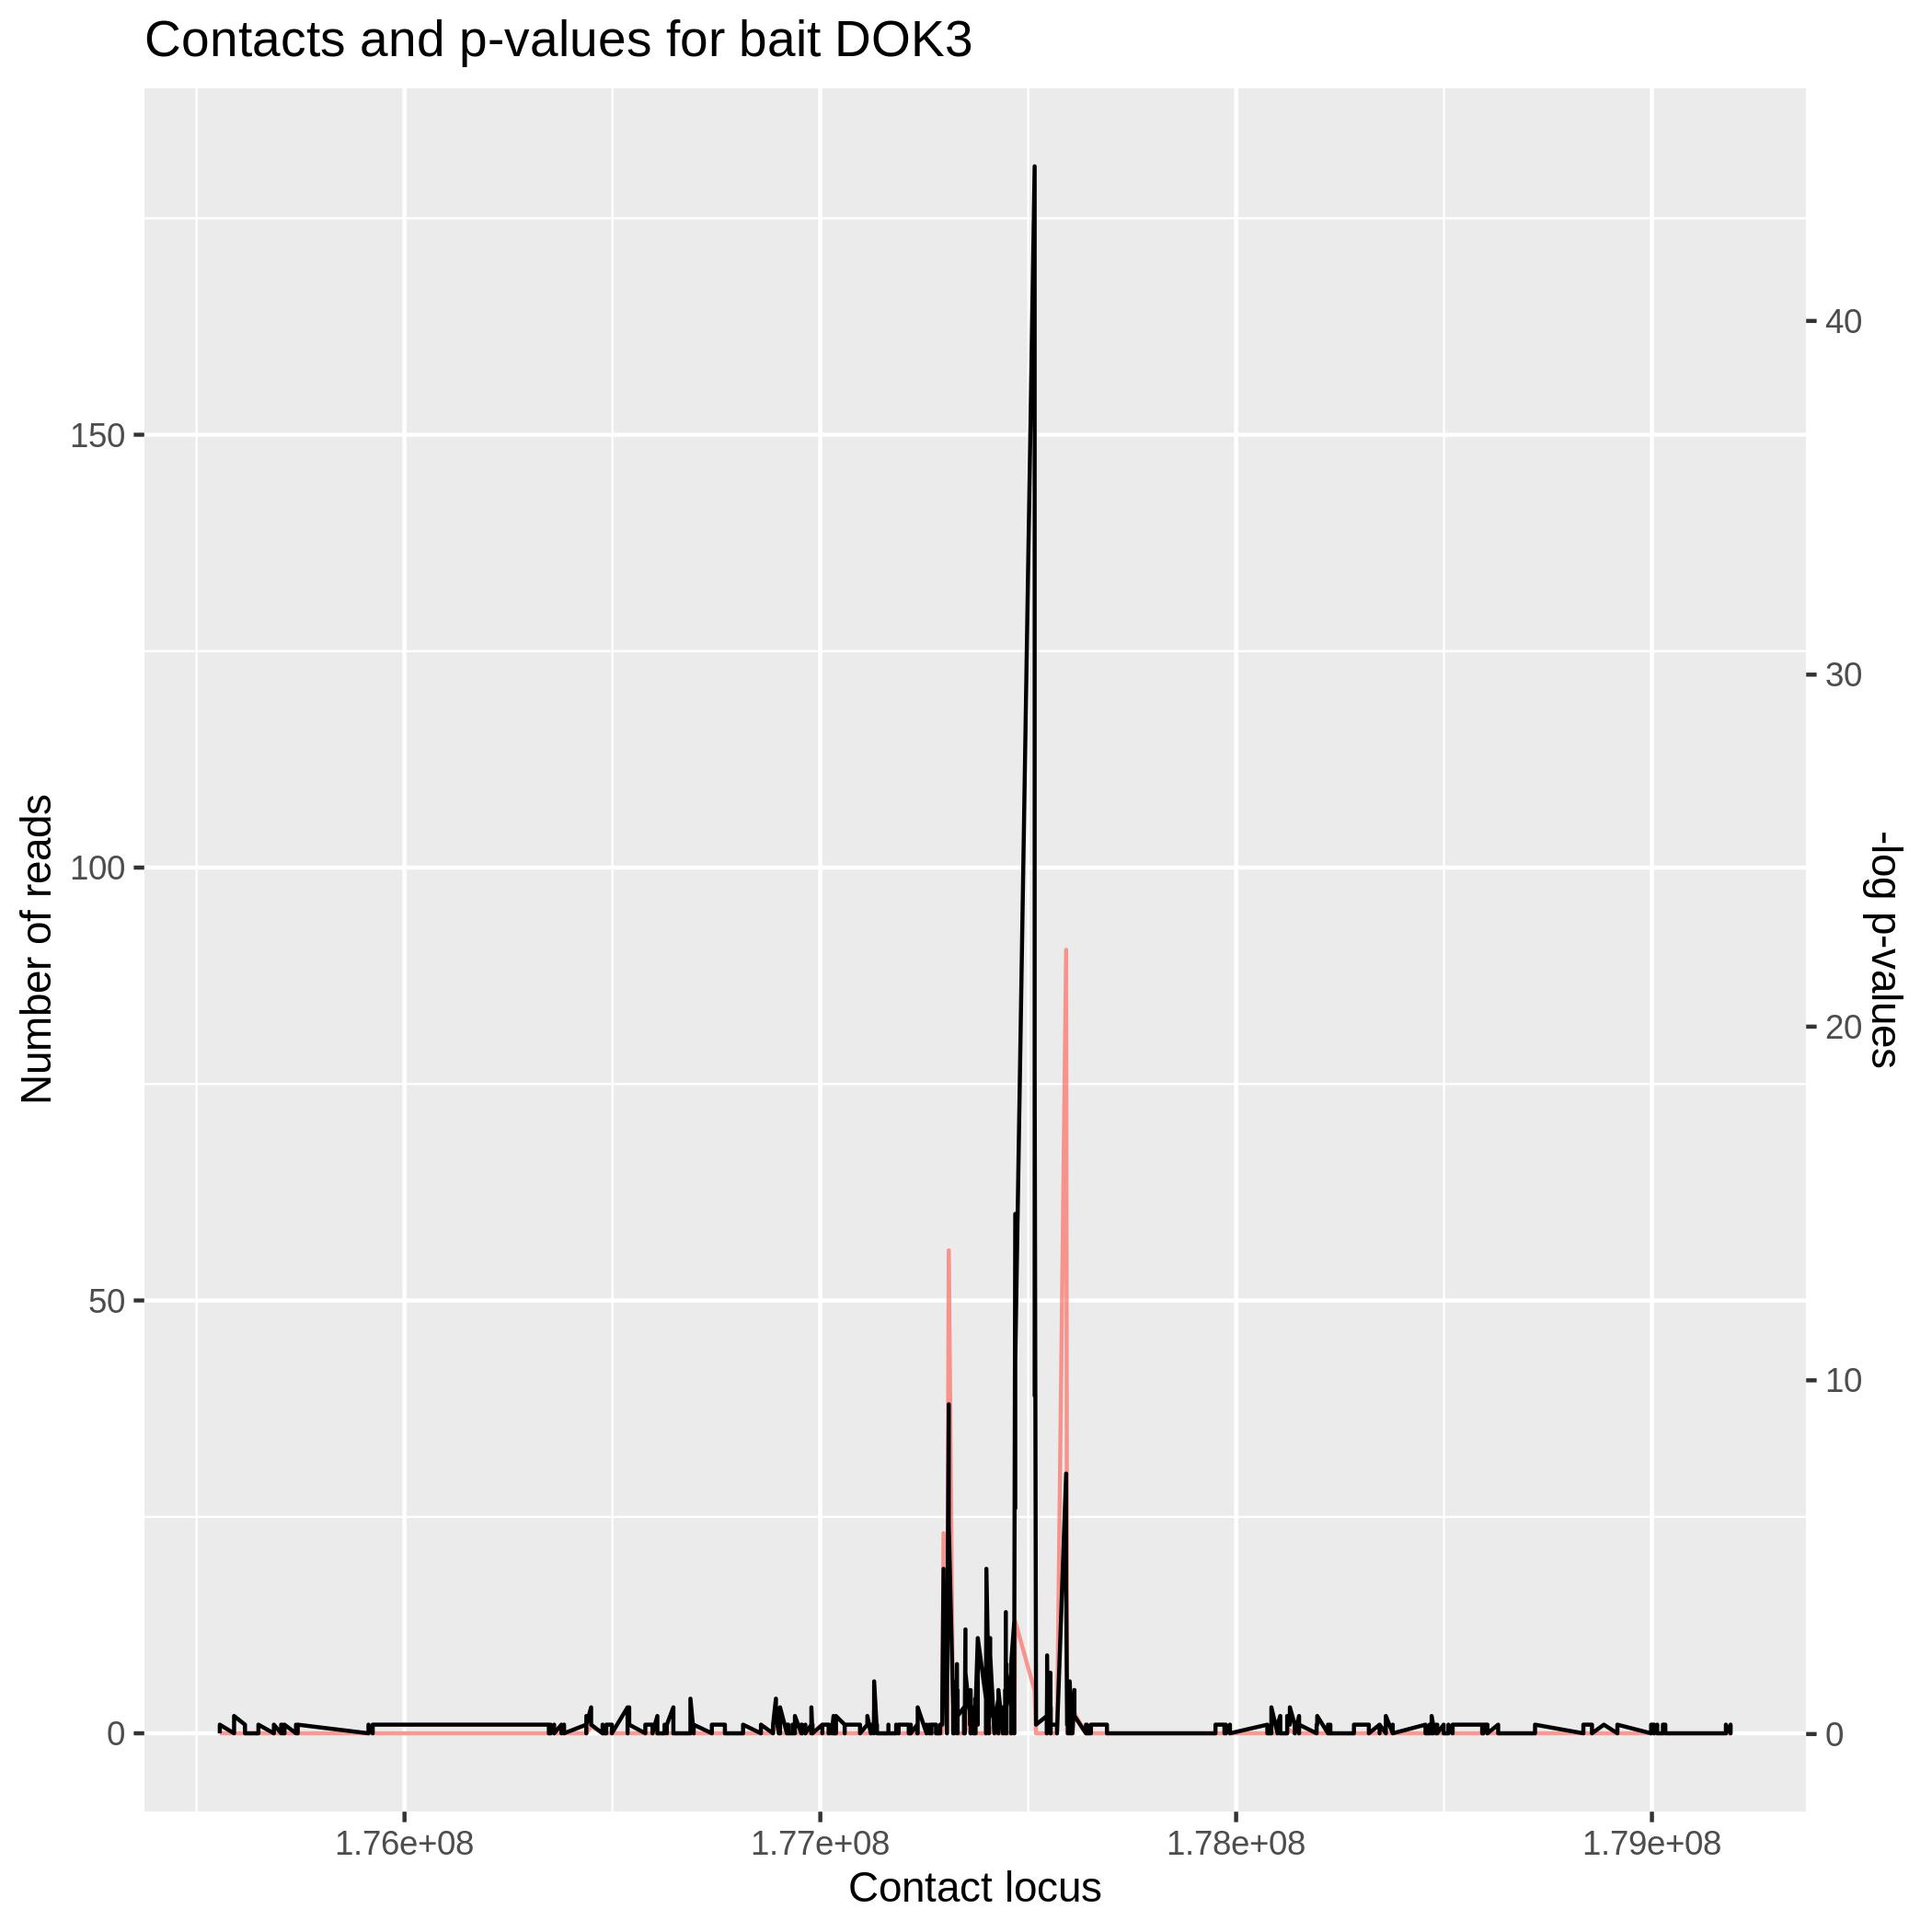 Contacts and p-values for bait DOK3
Number of reads
150
100
50
0
40
30
20
10
0
-log p-values
1.76e+08
1.77e+08
1.78e+08
1.79e+08
Contact locus